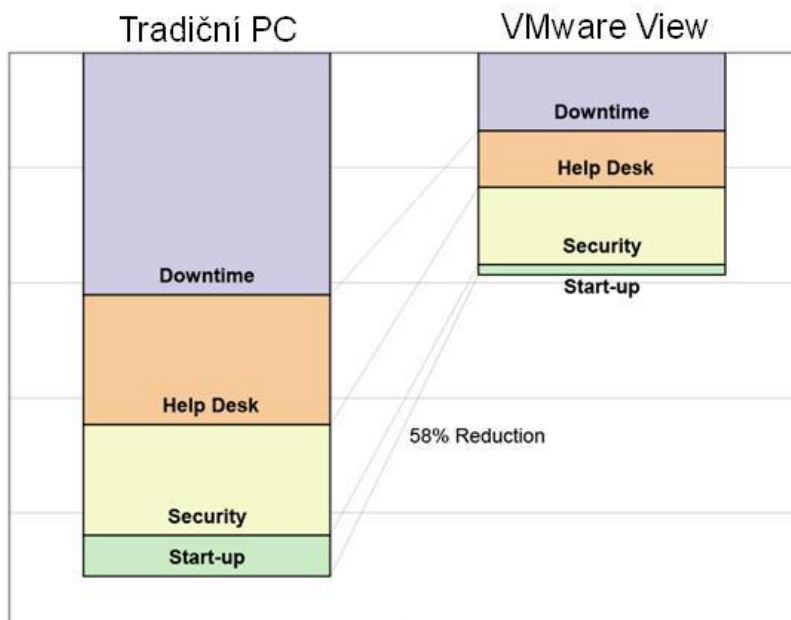 Tradiční PC
VMware View
Downtime
Help Desk
Security
Start-up
Downtime
Help Desk
Security
Start-up
58% Reduction